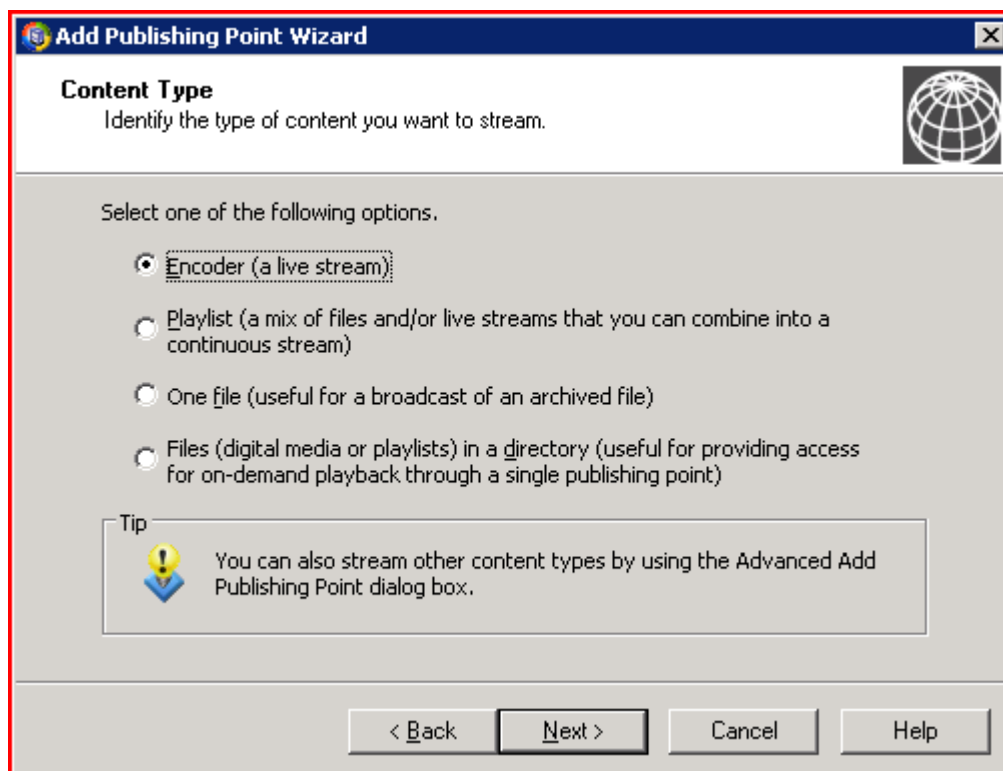 Add Publishing Point Wizard
Content Type
Identify the type of content you want to stream.
Select one of the following options.
Encoder (a live stream)
Playlist (a mix of files and/or live streams that you can combine into a
continuous stream)
One file (useful for a broadcast of an archived file)
Files (digital media or playlists) in a directory (useful for providing access
for on-demand playback through a single publishing point)
Tip
You can also stream other content types by using the Advanced Add
Publishing Point dialog box.
< Back
Next >
Cancel
Help